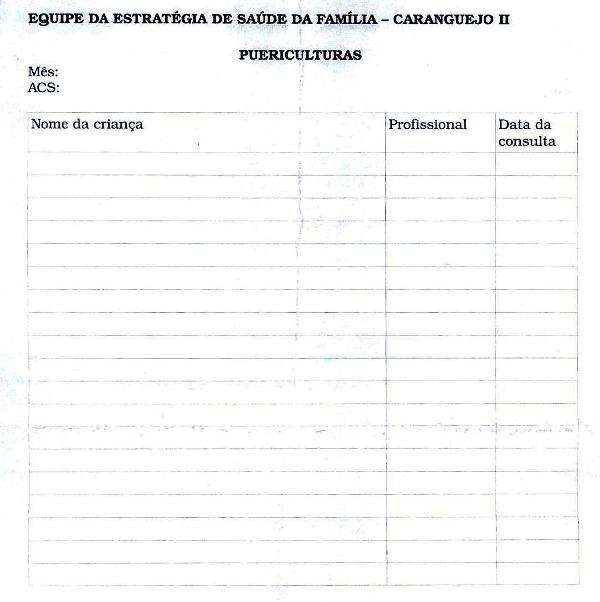 EQUIPE DA ESTRATÉGIA DE SAÚDE DA FAMÍLIA – CARANGUEJO II
PUERICULTURAS
Mês:
ACS:
Nome da criança Profissional Data da
consulta